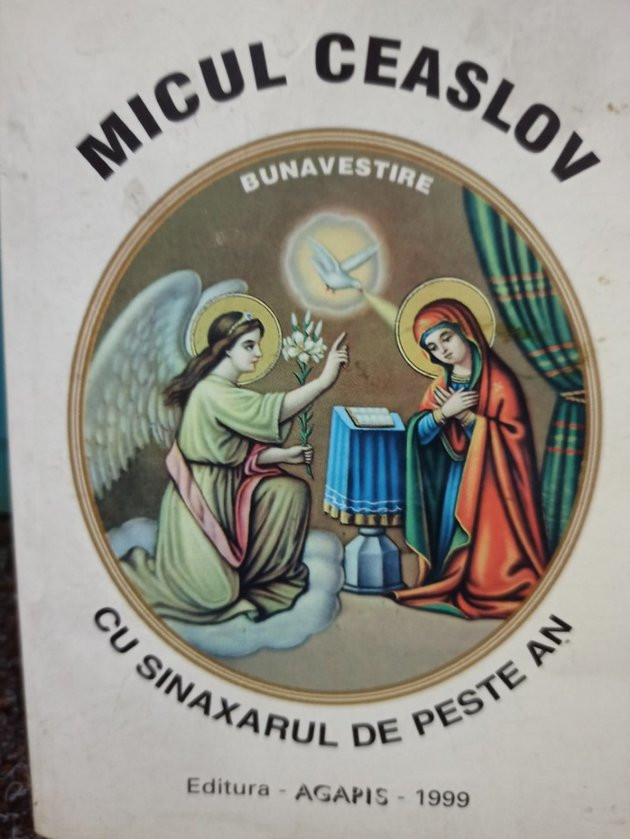 MICUL CEASLOV
BUNAVESTIRE
CU SINAXARUL DE PESTE AN
Editura - AGAPIS - 1999